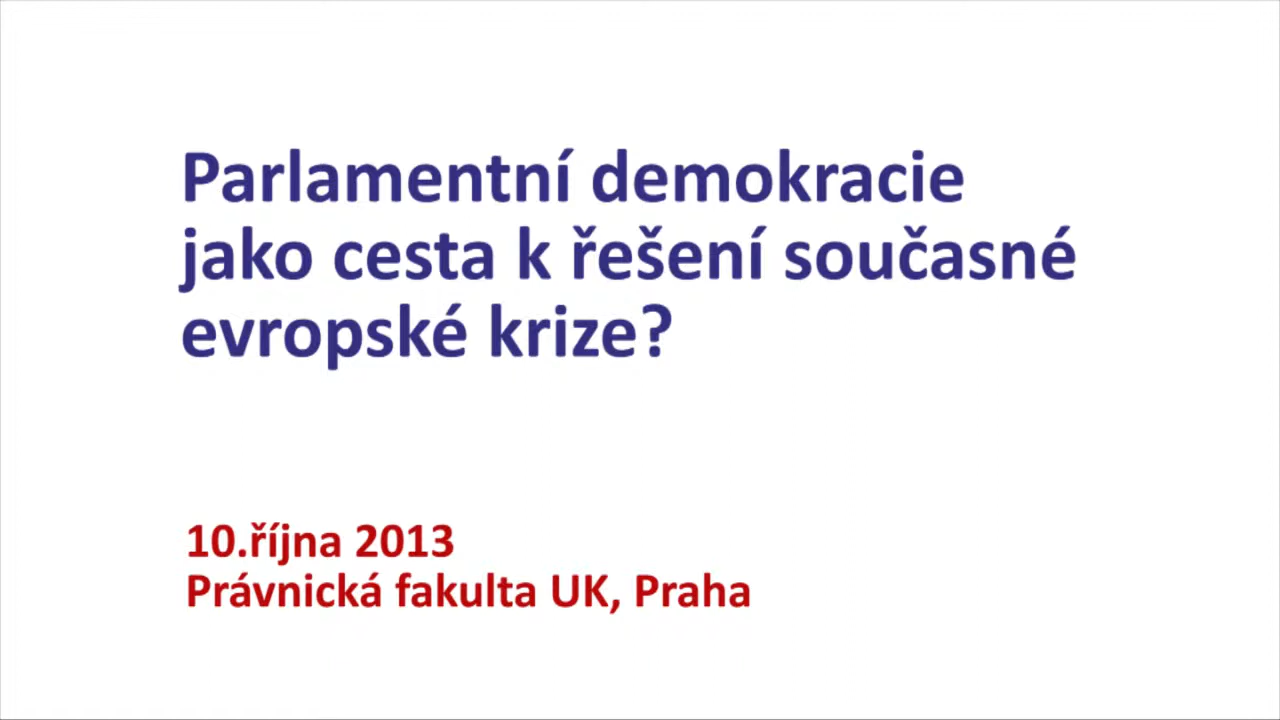 Parlamentní demokracie
jako cesta k řešení současné
evropské krize?
10.října 2013
Právnická fakulta UK, Praha